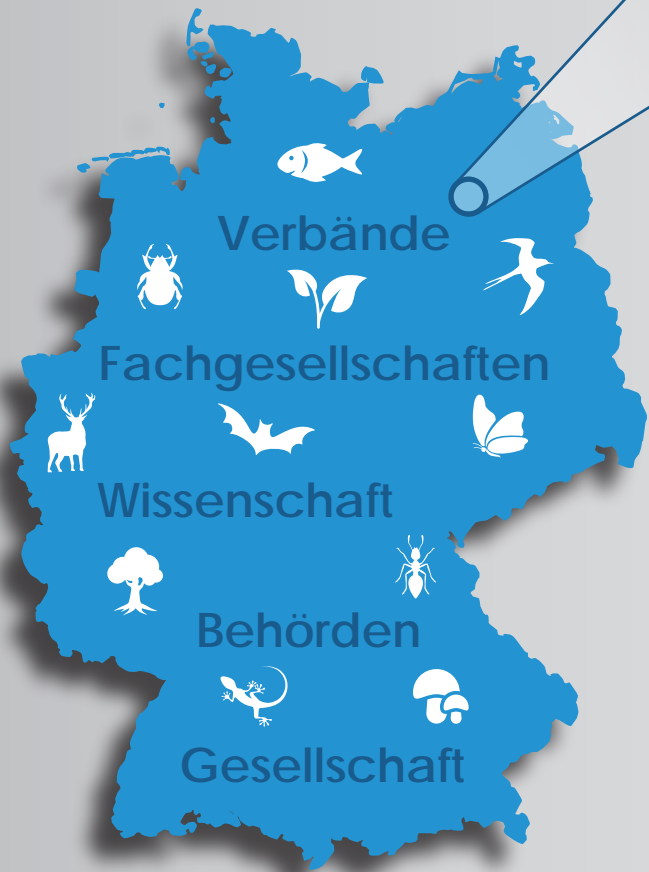 Verbände
Fachgesellschaften
Wissenschaft
Behörden
Gesellschaft